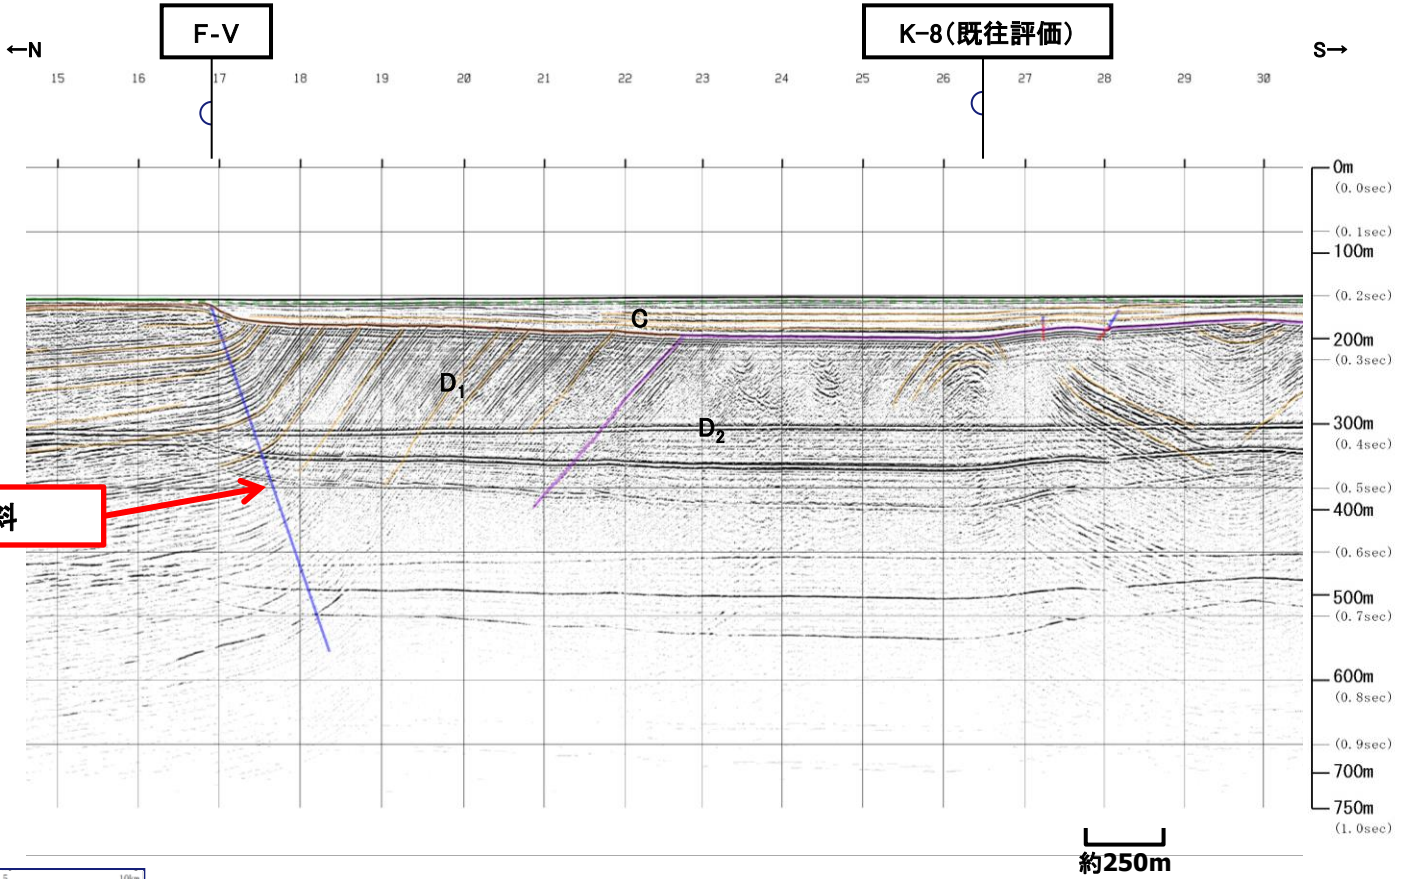 F-V
K-8(既往評価)
←N
S→
15 16 17 18 19 20 21 22 23 24 25 26 27 28 29 30
0m
(0.0sec)
(0.1sec)
100m
(0.2sec)
C
200m
(0.3sec)
D1
D2
300m
(0.4sec)
(0.5sec)
料
400m
(0.6sec)
500m
(0.7sec)
600m
(0.8sec)
(0.9sec)
700m
750m
(1.0sec)
約250m
5 10km